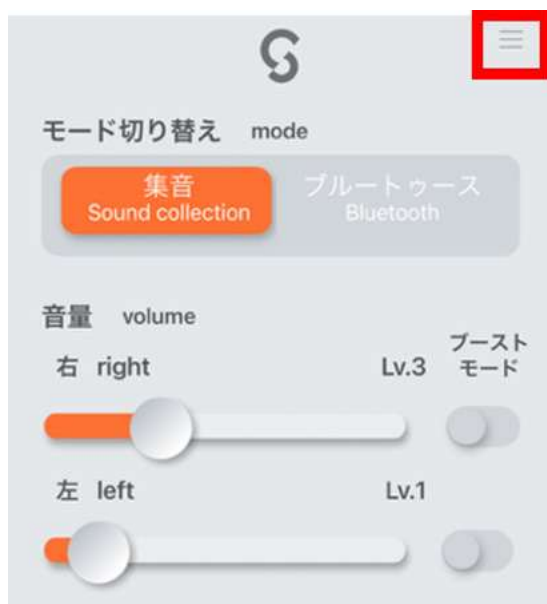 モード切り替え mode
集音
Sound collection
ブルートゥース
Bluetooth
音量 volume
ブースト
モード
右 right
Lv.3
左 left
Lv.1